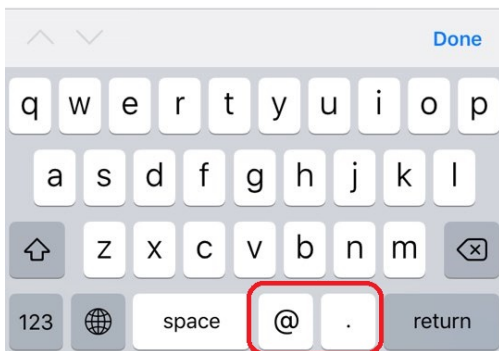 Done
q w e r t y u i o p
a s d f g h j k l
z x c v b n m
123 space @ . return